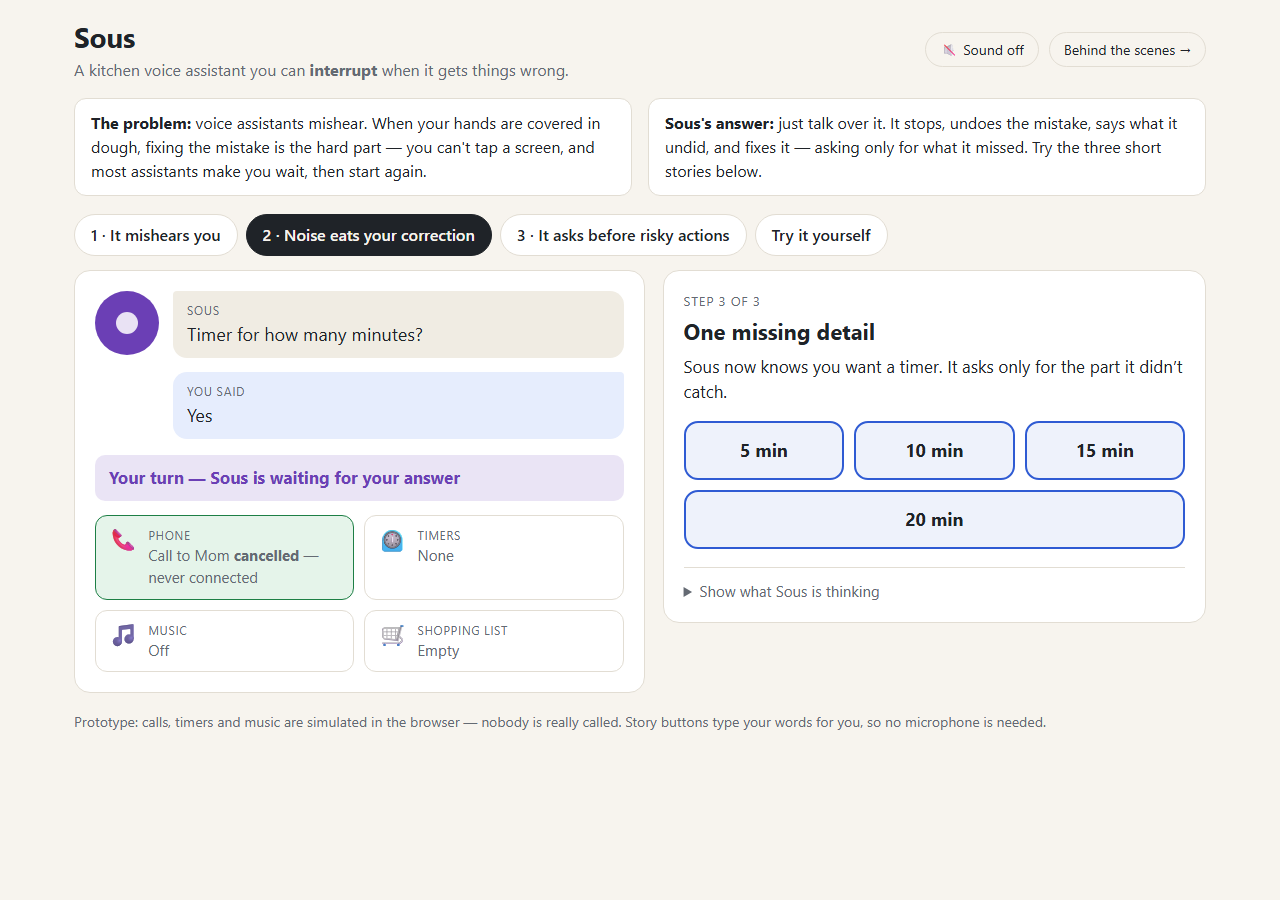 Sous
A kitchen voice assistant you can interrupt when it gets things wrong.
Sound off
Behind the scenes →
The problem: voice assistants mishear. When your hands are covered in
dough, fixing the mistake is the hard part — you can't tap a screen, and
most assistants make you wait, then start again.
Sous's answer: just talk over it. It stops, undoes the mistake, says what it
undid, and fixes it — asking only for what it missed. Try the three short
stories below.
1 · It mishears you
2 · Noise eats your correction
3 · It asks before risky actions
Try it yourself
SOUS
Timer for how many minutes?
YOU SAID
Yes
Your turn — Sous is waiting for your answer
PHONE
Call to Mom cancelled —
never connected
TIMERS
None
MUSIC
Off
SHOPPING LIST
Empty
STEP 3 OF 3
One missing detail
Sous now knows you want a timer. It asks only for the part it didn’t
catch.
5 min
10 min
15 min
20 min
Show what Sous is thinking
Prototype: calls, timers and music are simulated in the browser — nobody is really called. Story buttons type your words for you, so no microphone is needed.